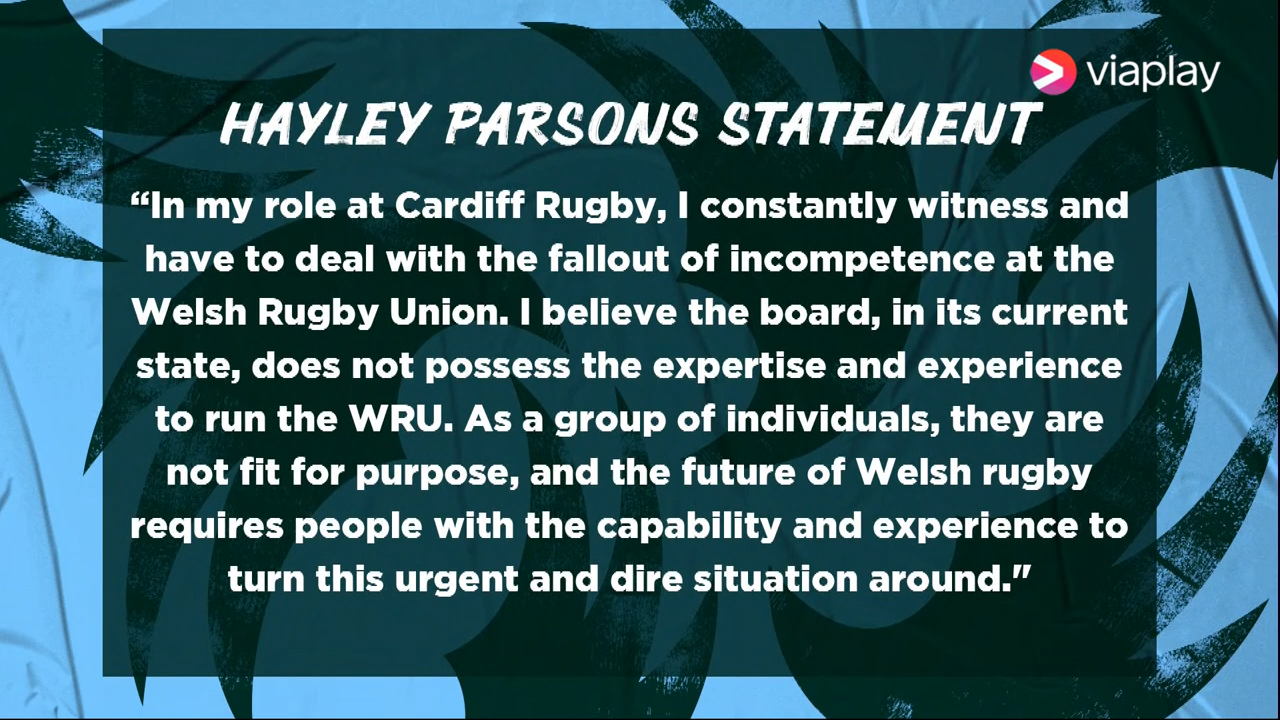 viaplay
HAYLEY PARSONS STATEMENT
“In my role at Cardiff Rugby, I constantly witness and
have to deal with the fallout of incompetence at the
Welsh Rugby Union. I believe the board, in its current
state, does not possess the expertise and experience
to run the WRU. As a group of individuals, they are
not fit for purpose, and the future of Welsh rugby
requires people with the capability and experience to
turn this urgent and dire situation around."